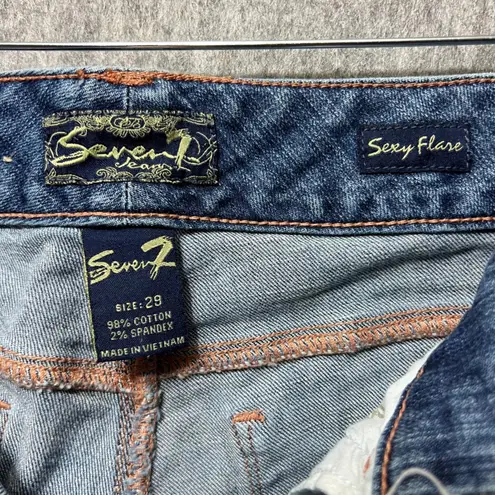 Seven7
Jeans
Sexy Flare
Seven7
SIZE: 29
98% COTTON
2% SPANDEX
MADE IN VIETNAM